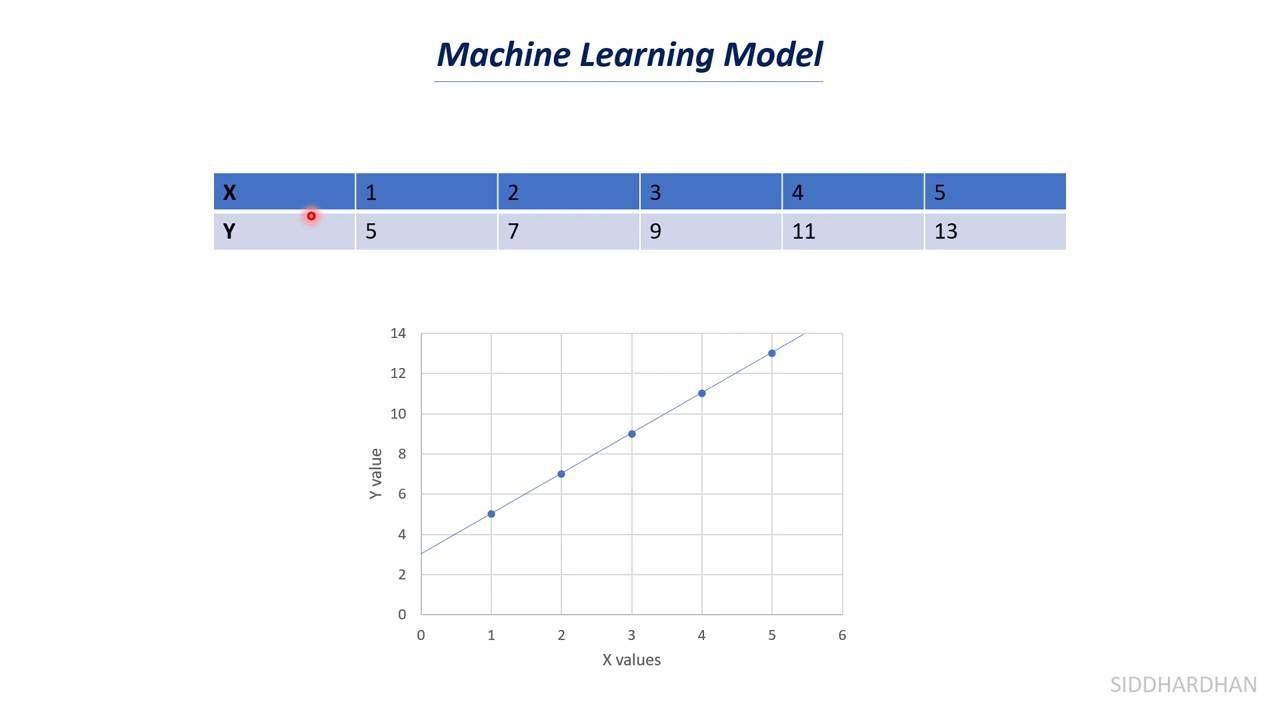 Machine Learning Model
X 1 2 3 4 5
Y 5 7 9 11 13
14
12
10
8
6
4
2
0
Y value
0 1 2 3 4 5 6
X values
SIDDHARDHAN